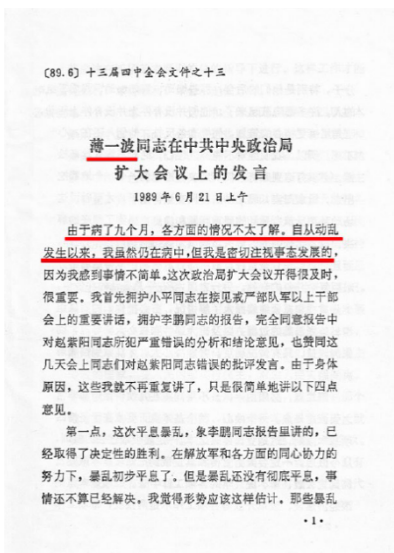 〔89.6〕十三届四中全会文件之十三
薄一波同志在中共中央政治局
扩大会议上的发言
1989年6月21日上午
由于病了九个月，各方面的情况不太了解。自从动乱
发生以来，我虽然仍在病中，但我是密切注视事态发展的，
因为我感到事情不简单。这次政治局扩大会议开得很及时，
很重要。我首先拥护小平同志在接见戒严部队军以上干部
会上的重要讲话，拥护李鹏同志的报告，完全同意报告中
对赵紫阳同志所犯严重错误的分析和结论意见，也赞同这
几天会上同志们对赵紫阳同志错误的批评发言。由于身体
原因，这些我就不再重复讲了，只是很简单地讲以下四点
意见。
第一点，这次平息暴乱，象李鹏同志报告里讲的，已
经取得了决定性的胜利。在解放军和各方面的同心协力的
努力下，暴乱初步平息了。但是暴乱还没有彻底平息，事
情还不算已经解决。我觉得形势应该这样估计。那些暴乱
·1·